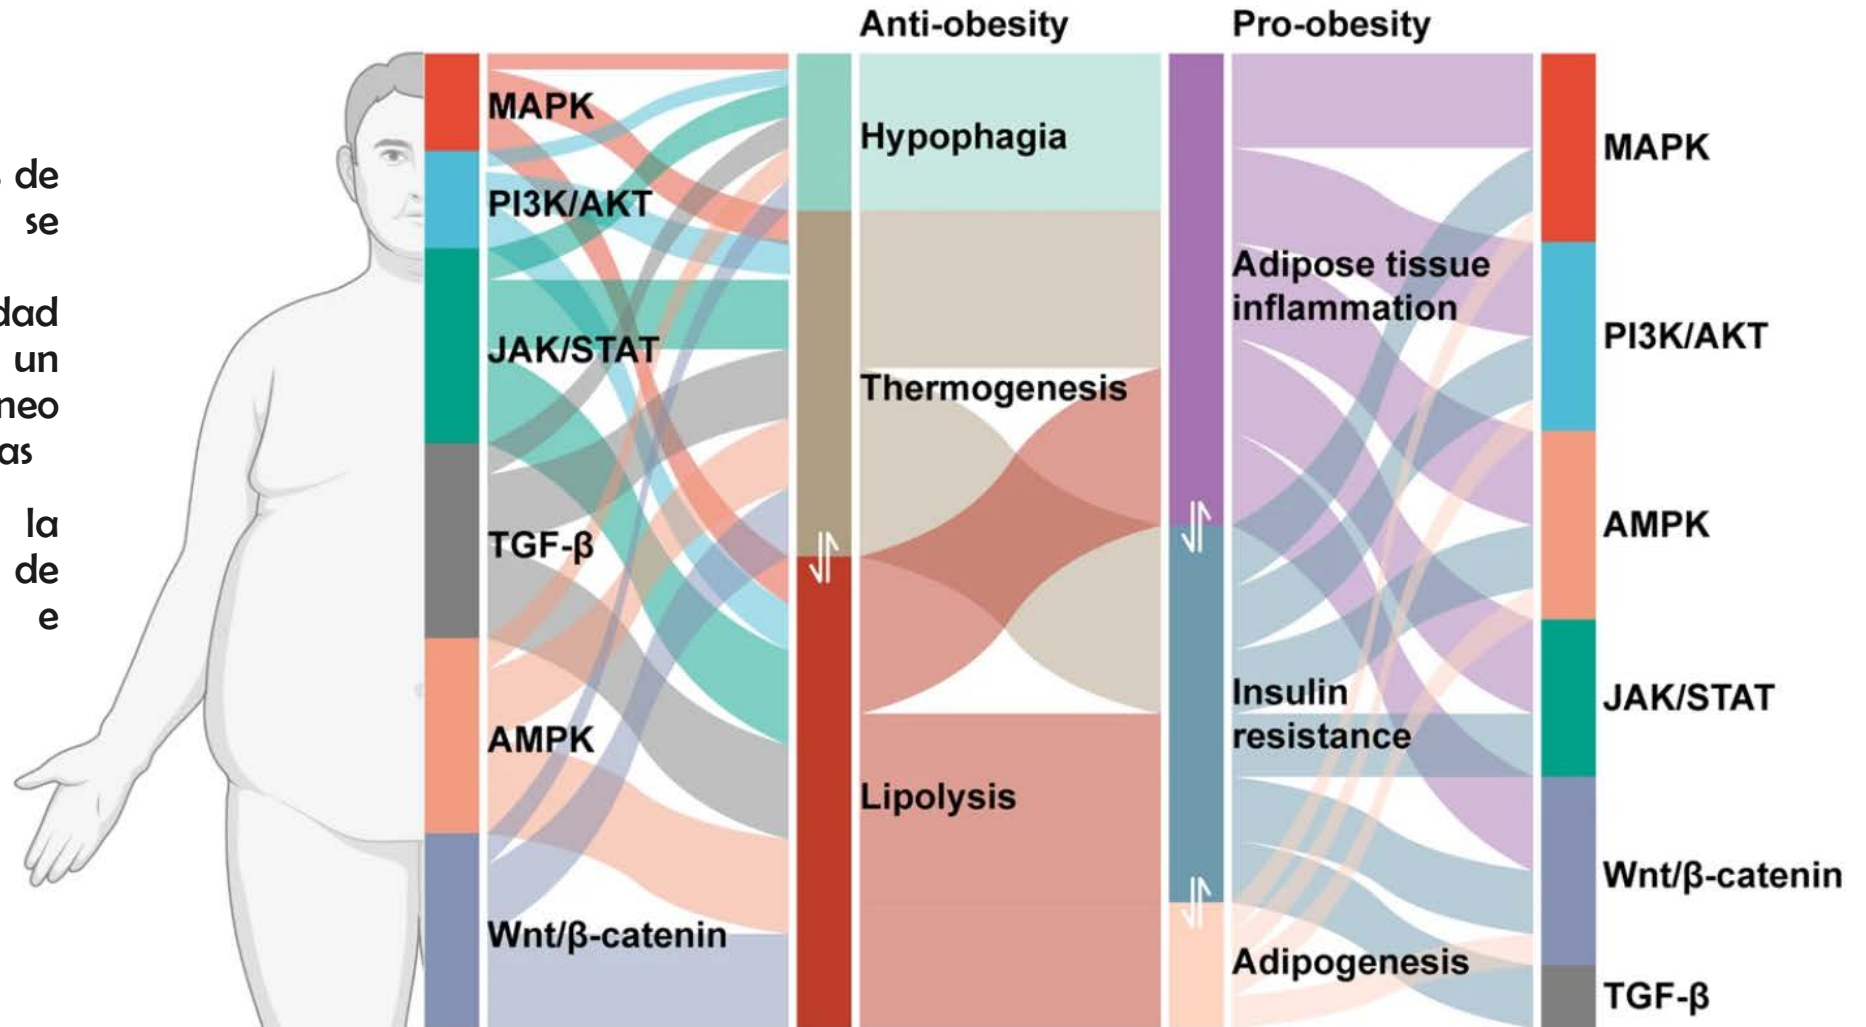 de
se
dad
un
neo
as
la
de
e
Anti-obesity
Pro-obesity
MAPK
PI3K/AKT
JAK/STAT
TGF-β
AMPK
Wnt/β-catenin
Hypophagia
Thermogenesis
Lipolysis
Adipose tissue
inflammation
Insulin
resistance
Adipogenesis
MAPK
PI3K/AKT
AMPK
JAK/STAT
Wnt/β-catenin
TGF-β